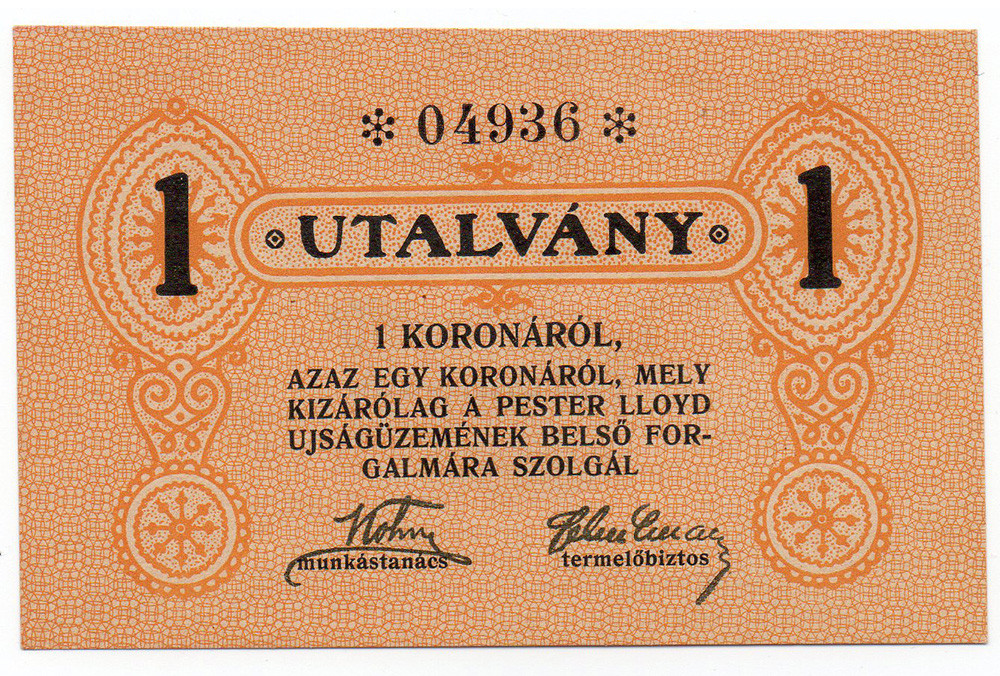 * 04936 *
1 UTALVÁNY 1
1 KORONÁRÓL,
AZAZ EGY KORONÁRÓL, MELY
KIZÁRÓLAG A PESTER LLOYD
UJSÁGÜZEMÉNEK BELSŐ FOR-
GALMÁRA SZOLGÁL
munkástanács termelőbiztos